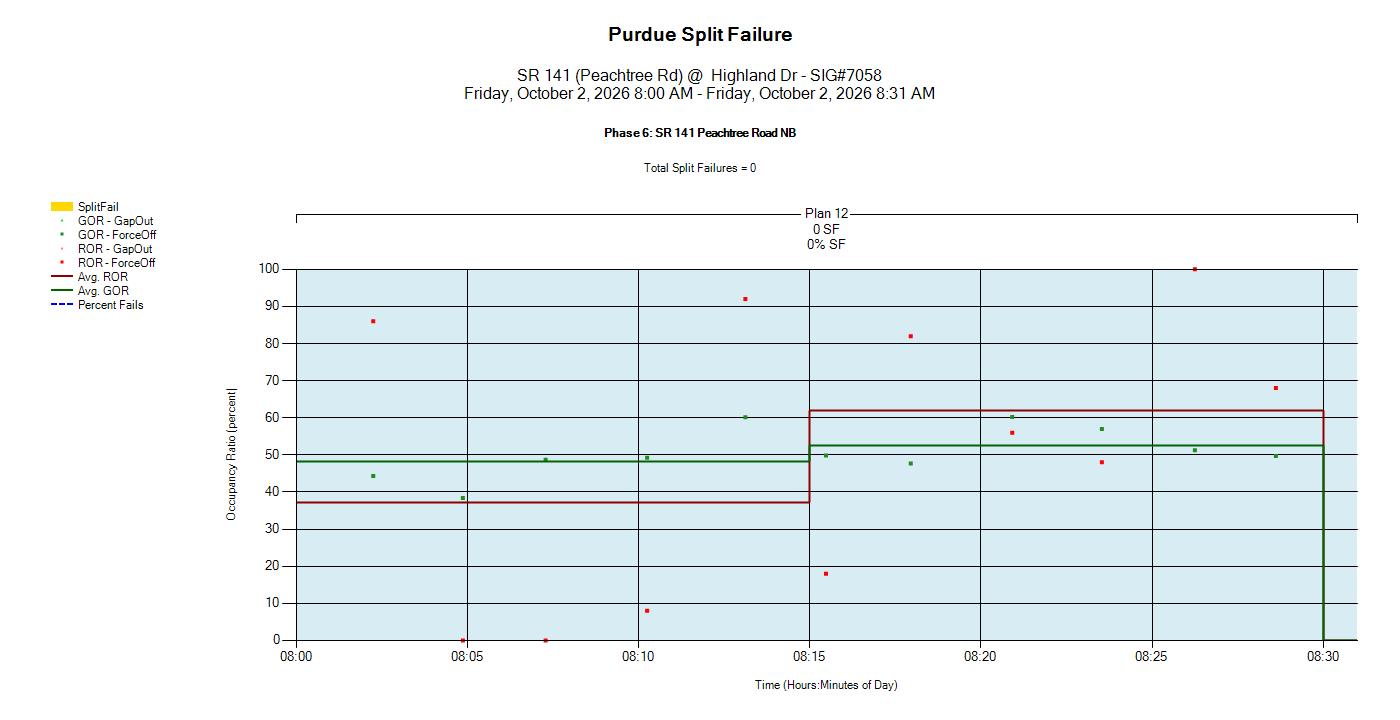 Purdue Split Failure
SR 141 (Peachtree Rd) @  Highland Dr - SIG#7058
Friday, October 2, 2026 8:00 AM - Friday, October 2, 2026 8:31 AM
Phase 6: SR 141 Peachtree Road NB
Total Split Failures = 0
SplitFail
GOR - GapOut
GOR - ForceOff
ROR - GapOut
ROR - ForceOff
Avg. ROR
Avg. GOR
Percent Fails
Plan 12
0 SF
0% SF
Occupancy Ratio (percent)
100
90
80
70
60
50
40
30
20
10
0
08:00 08:05 08:10 08:15 08:20 08:25 08:30
Time (Hours:Minutes of Day)